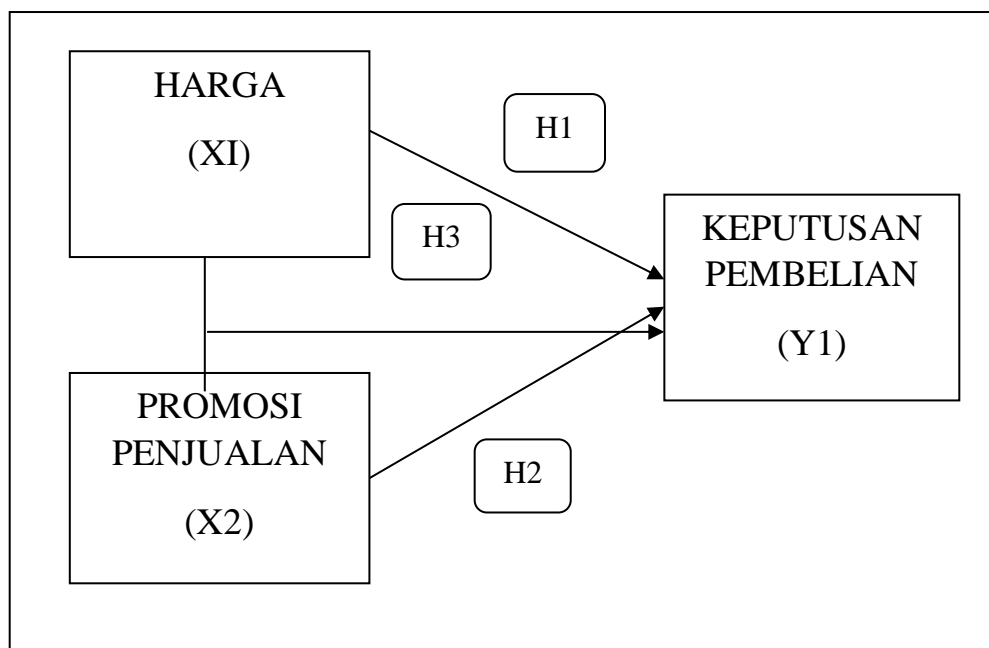 HARGA
(XI)
H1
H3
KEPUTUSAN
PEMBELIAN
(Y1)
PROMOSI
PENJUALAN
(X2)
H2